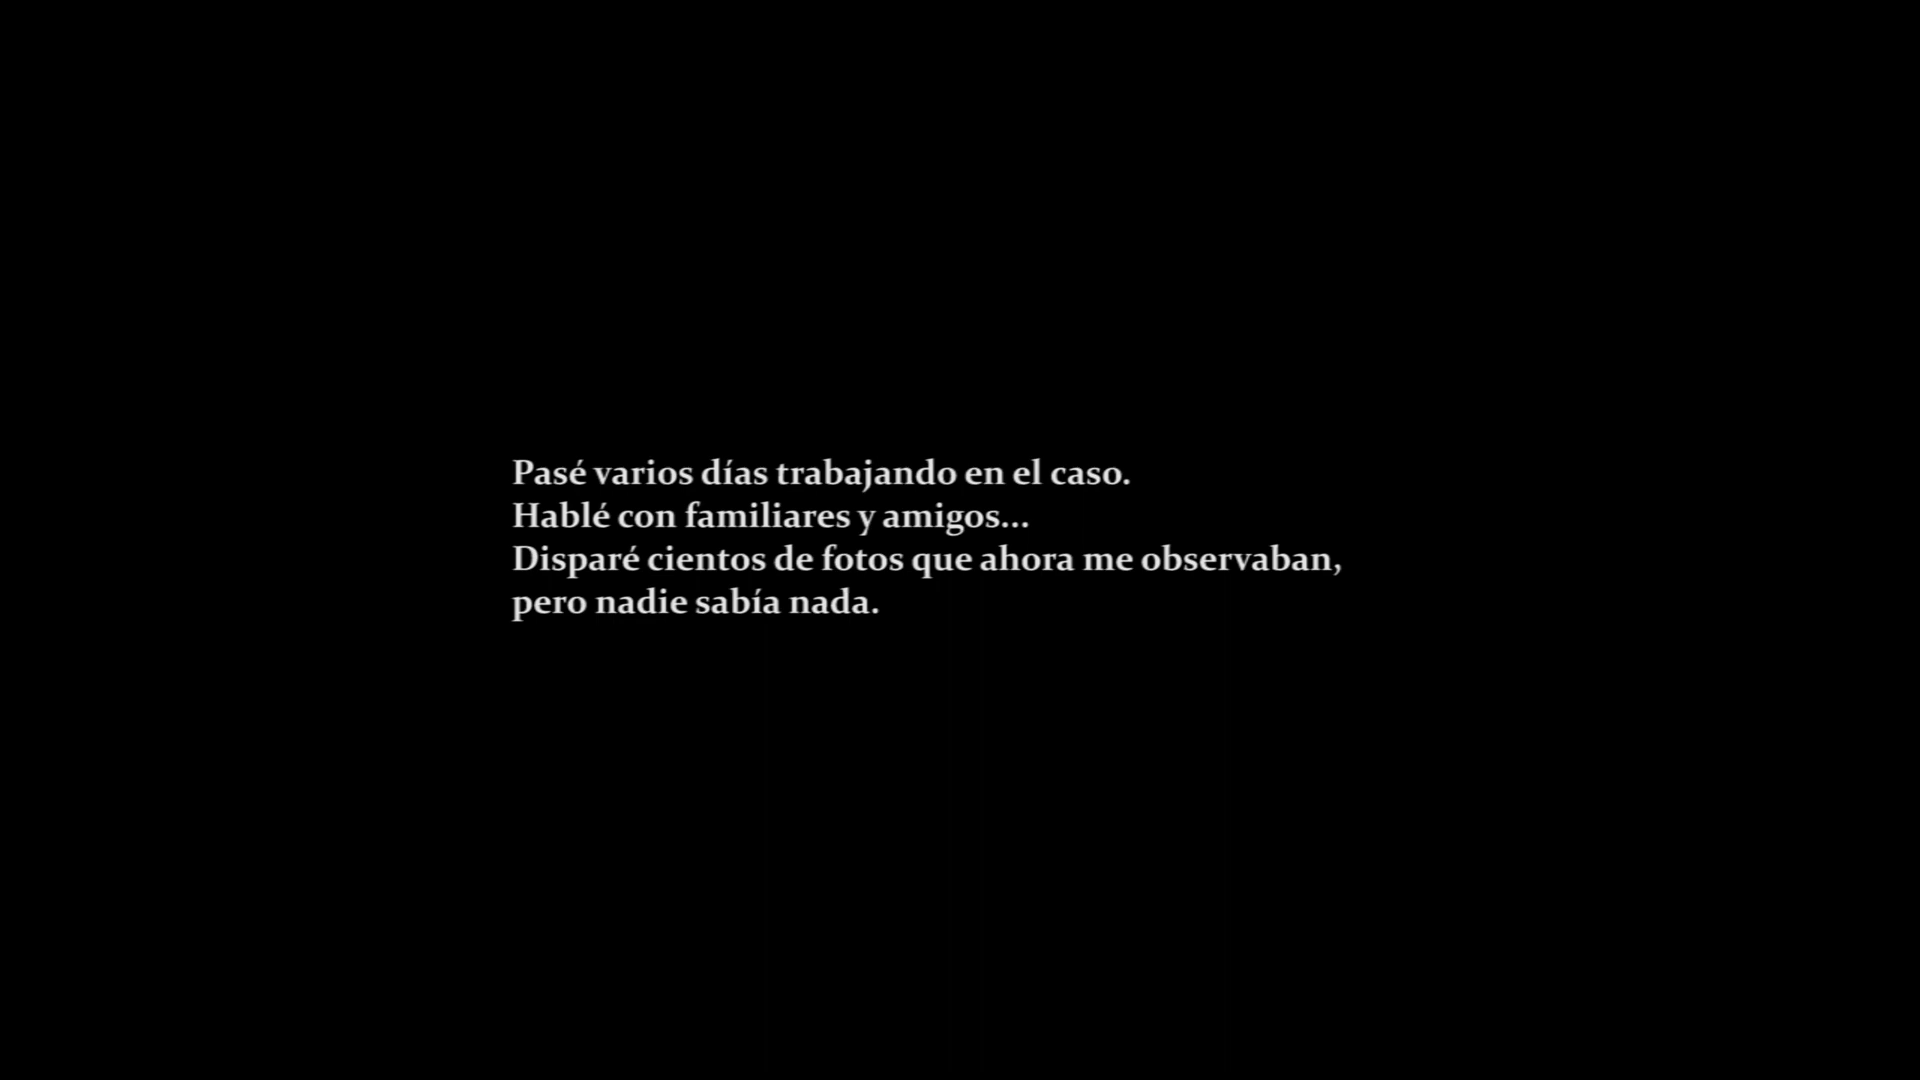 Pasé varios días trabajando en el caso.
Hablé con familiares y amigos...
Disparé cientos de fotos que ahora me observaban,
pero nadie sabía nada.